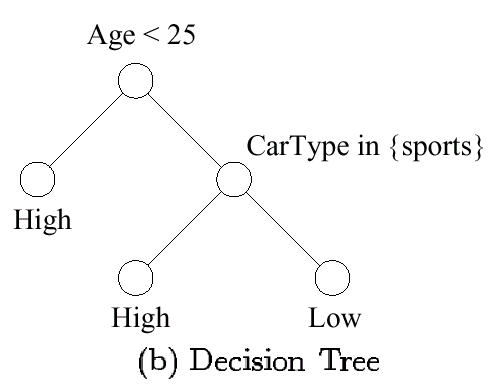 Age < 25
CarType in {sports}
High
High
Low
(b) Decision Tree